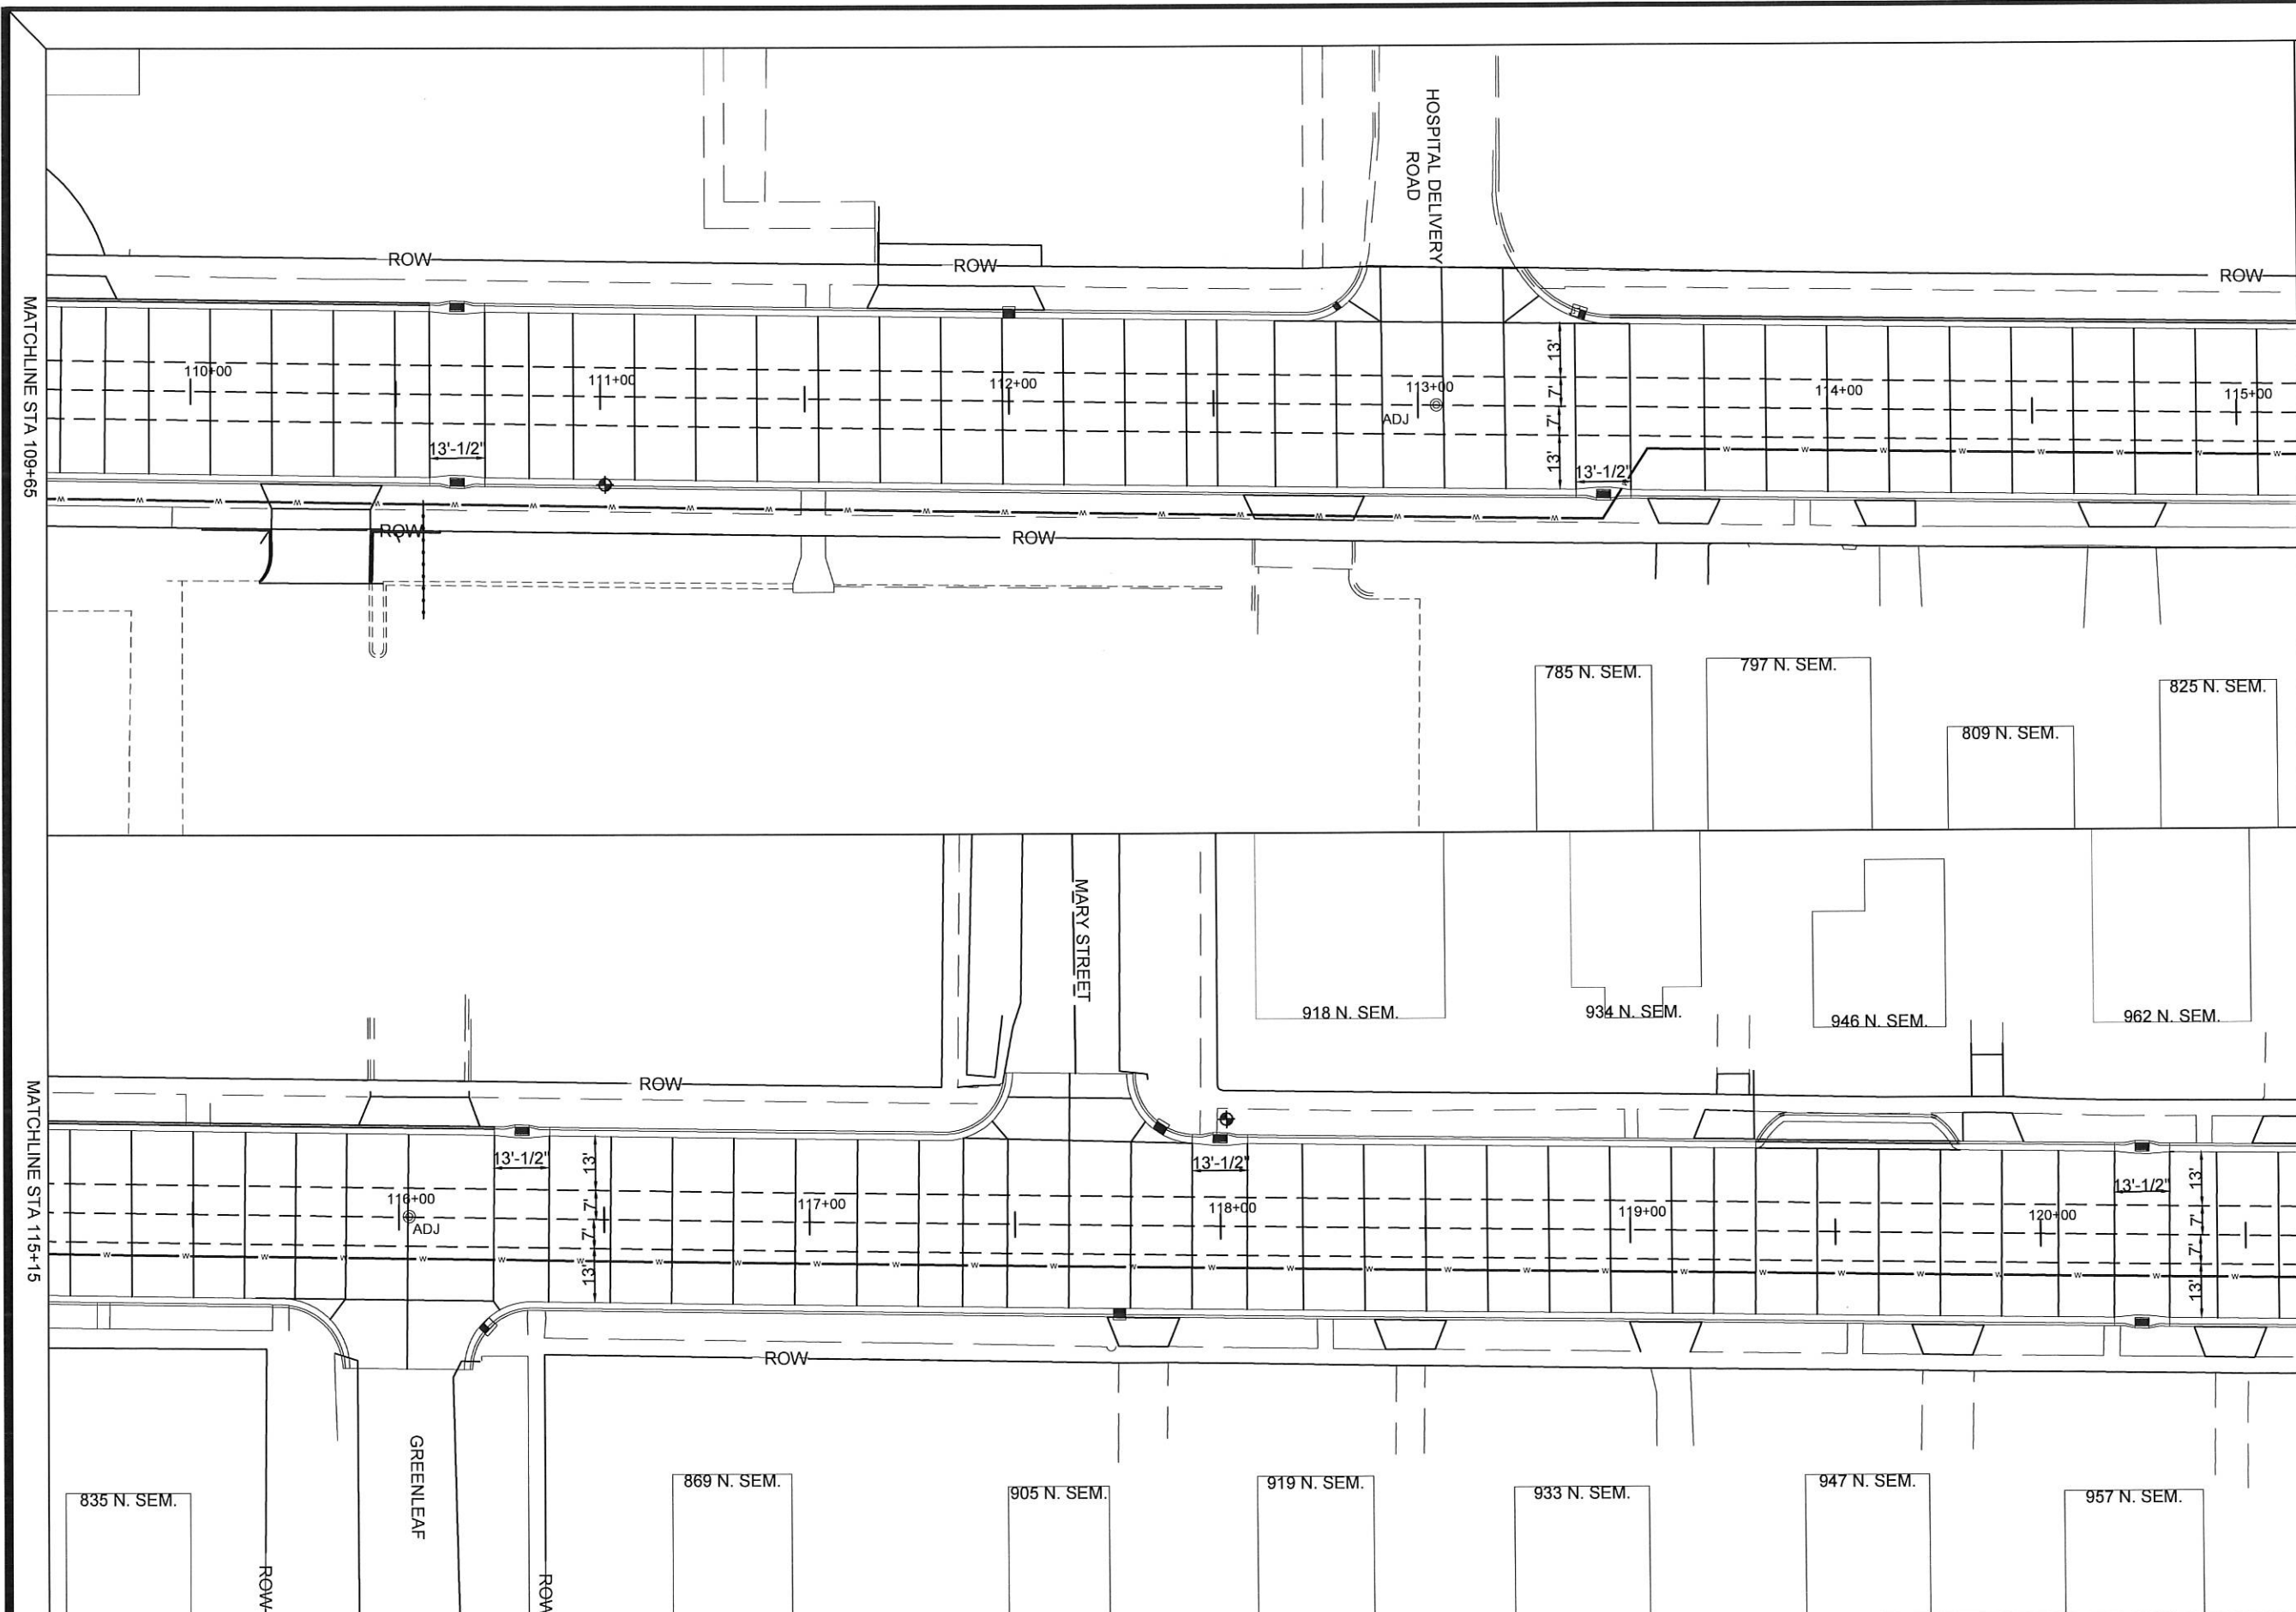 HOSPITAL DELIVERY
ROAD
ROW
ROW
ROW
MATCHLINE STA 109+65
110+00
111+00
112+00
113+00
114+00
115+00
ADJ
13'
7'
7'
13'
13'-1/2"
13'-1/2"
W W W W W W W W W W W W W W W W W W W W W W W W W W W W
ROW
ROW
785 N. SEM.
797 N. SEM.
809 N. SEM.
825 N. SEM.
MARY STREET
918 N. SEM.
934 N. SEM.
946 N. SEM.
962 N. SEM.
ROW
MATCHLINE STA 115+15
13'-1/2"
13'
7'
7'
13'
13'-1/2"
13'-1/2"
13'
7'
7'
13'
116+00
ADJ
117+00
118+00
119+00
120+00
W W W W W W W W W W W W W W W W W W W W W W W W W W W W
ROW
GREENLEAF
835 N. SEM.
869 N. SEM.
905 N. SEM.
919 N. SEM.
933 N. SEM.
947 N. SEM.
957 N. SEM.
ROW
ROW